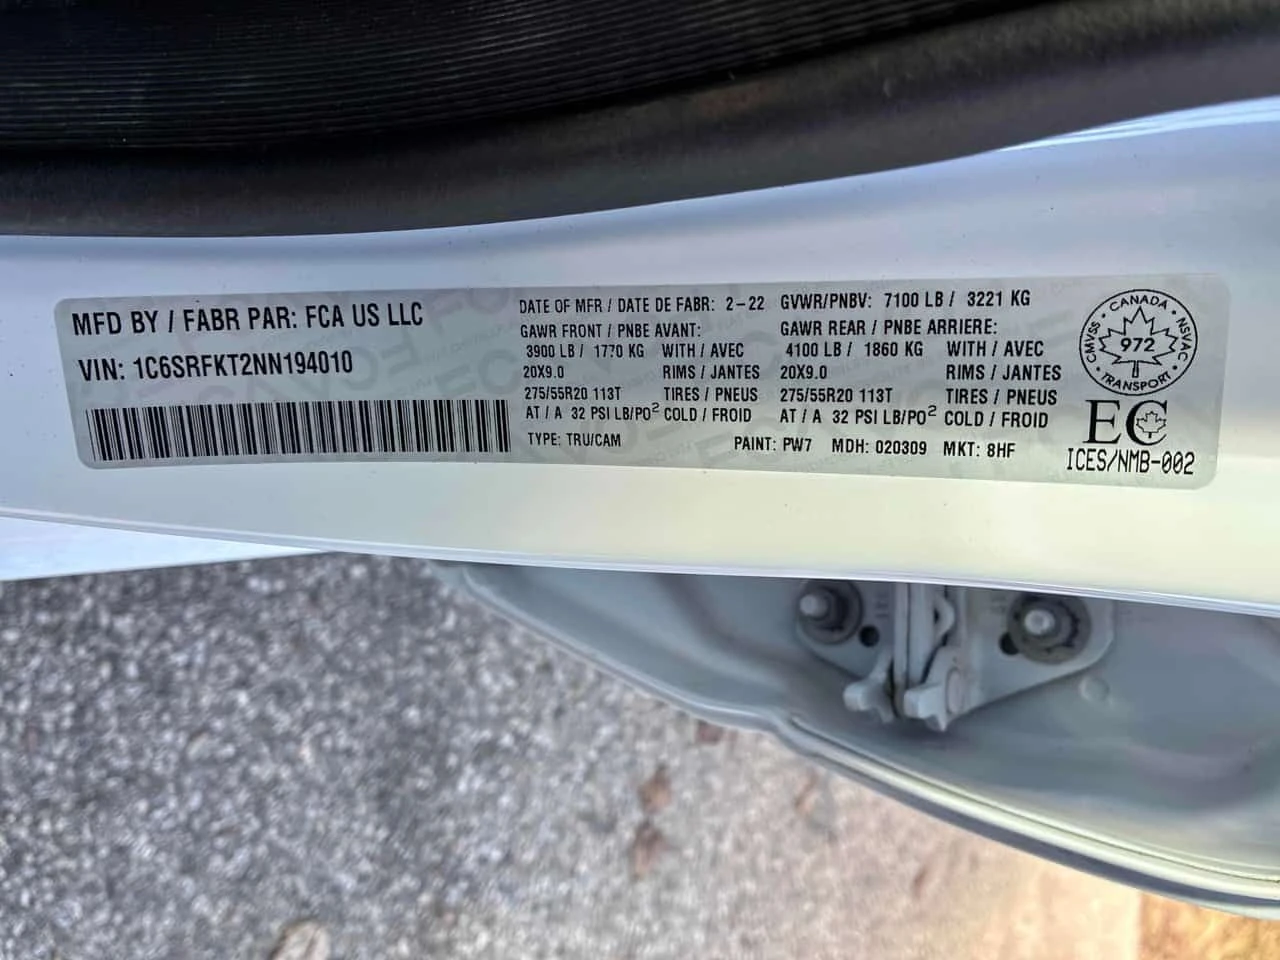 MFD BY / FABR PAR: FCA US LLC
VIN: 1C6SRFKT2NN194010
DATE OF MFR / DATE DE FABR: 2-22 GVWR/PNBV: 7100 LB / 3221 KG
GAWR FRONT / PNBE AVANT: GAWR REAR / PNBE ARRIERE:
3900 LB / 1770 KG WITH / AVEC 4100 LB / 1860 KG WITH / AVEC
20X9.0 RIMS / JANTES 20X9.0 RIMS / JANTES
275/55R20 113T TIRES / PNEUS 275/55R20 113T TIRES / PNEUS
AT / A 32 PSI LB/PO² COLD / FROID AT / A 32 PSI LB/PO² COLD / FROID
TYPE: TRU/CAM PAINT: PW7 MDH: 020309 MKT: 8HF
CANADA
CMVSS 972 NSVAC
TRANSPORT
EC
ICES/NMB-002